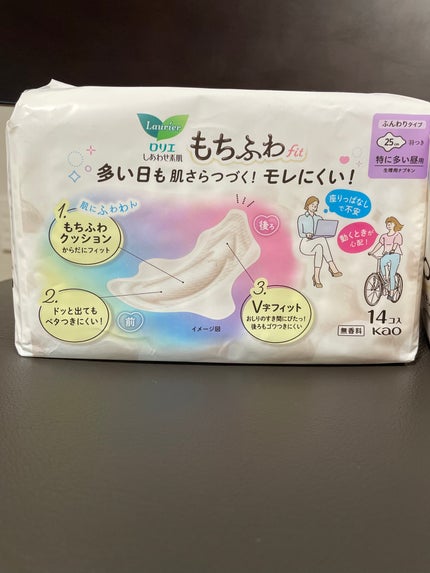 Laurier
ロリエ
しあわせ素肌
もちふわfit
多い日も 肌さらつづく! モレにくい!
ふんわりタイプ
25cm 羽つき
特に多い昼用
生理用ナプキン
1. 肌にふわわん
もちふわ
クッション
からだにフィット
2.
ドッと出ても
ベタつきにくい!
前
後ろ
3.
V字フィット
おしりのすき間にぴたっ!
後ろもゴワつきにくい
イメージ図
座りっぱなし
で不安
動くときが
心配!
無香料
14コ入
Kao